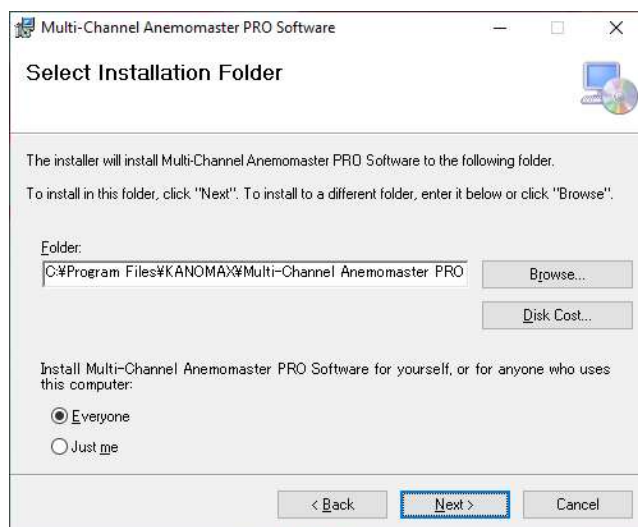 Multi-Channel Anemomaster PRO Software
Select Installation Folder
The installer will install Multi-Channel Anemomaster PRO Software to the following folder.
To install in this folder, click "Next". To install to a different folder, enter it below or click "Browse".
Folder:
C:¥Program Files¥KANOMAX¥Multi-Channel Anemomaster PRO
Browse...
Disk Cost...
Install Multi-Channel Anemomaster PRO Software for yourself, or for anyone who uses
this computer:
Everyone
Just me
< Back
Next >
Cancel